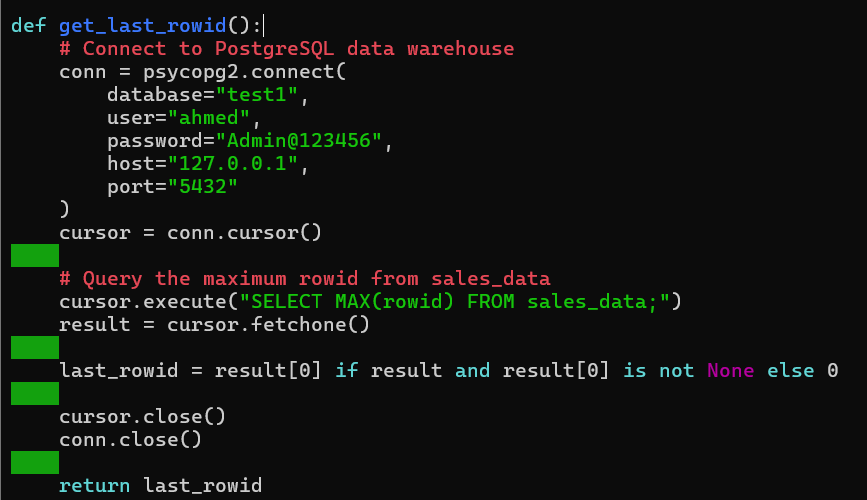 def get_last_rowid():
    # Connect to PostgreSQL data warehouse
    conn = psycopg2.connect(
        database="test1",
        user="ahmed",
        password="Admin@123456",
        host="127.0.0.1",
        port="5432"
    )
    cursor = conn.cursor()
    # Query the maximum rowid from sales_data
    cursor.execute("SELECT MAX(rowid) FROM sales_data;")
    result = cursor.fetchone()
    last_rowid = result[0] if result and result[0] is not None else 0
    cursor.close()
    conn.close()
    return last_rowid